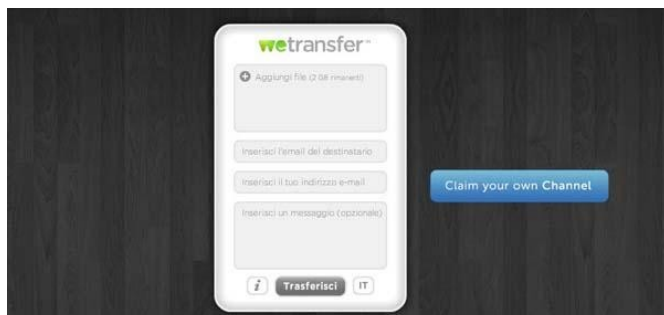 wetransfer™
Aggiungi file (2 GB rimanenti)
Inserisci l'email del destinatario
Inserisci il tuo indirizzo e-mail
Inserisci un messaggio (opzionale)
i Trasferisci IT
Claim your own Channel